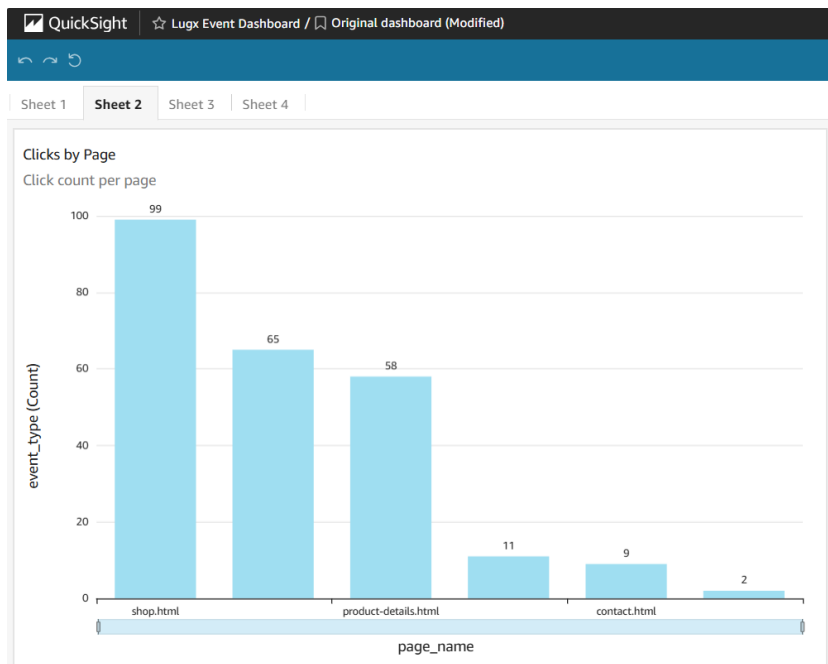 QuickSight Lugx Event Dashboard / Original dashboard (Modified)
Sheet 1 Sheet 2 Sheet 3 Sheet 4
Clicks by Page
Click count per page
event_type (Count)
100
80
60
40
20
0
99
65
58
11
9
2
shop.html product-details.html contact.html
page_name